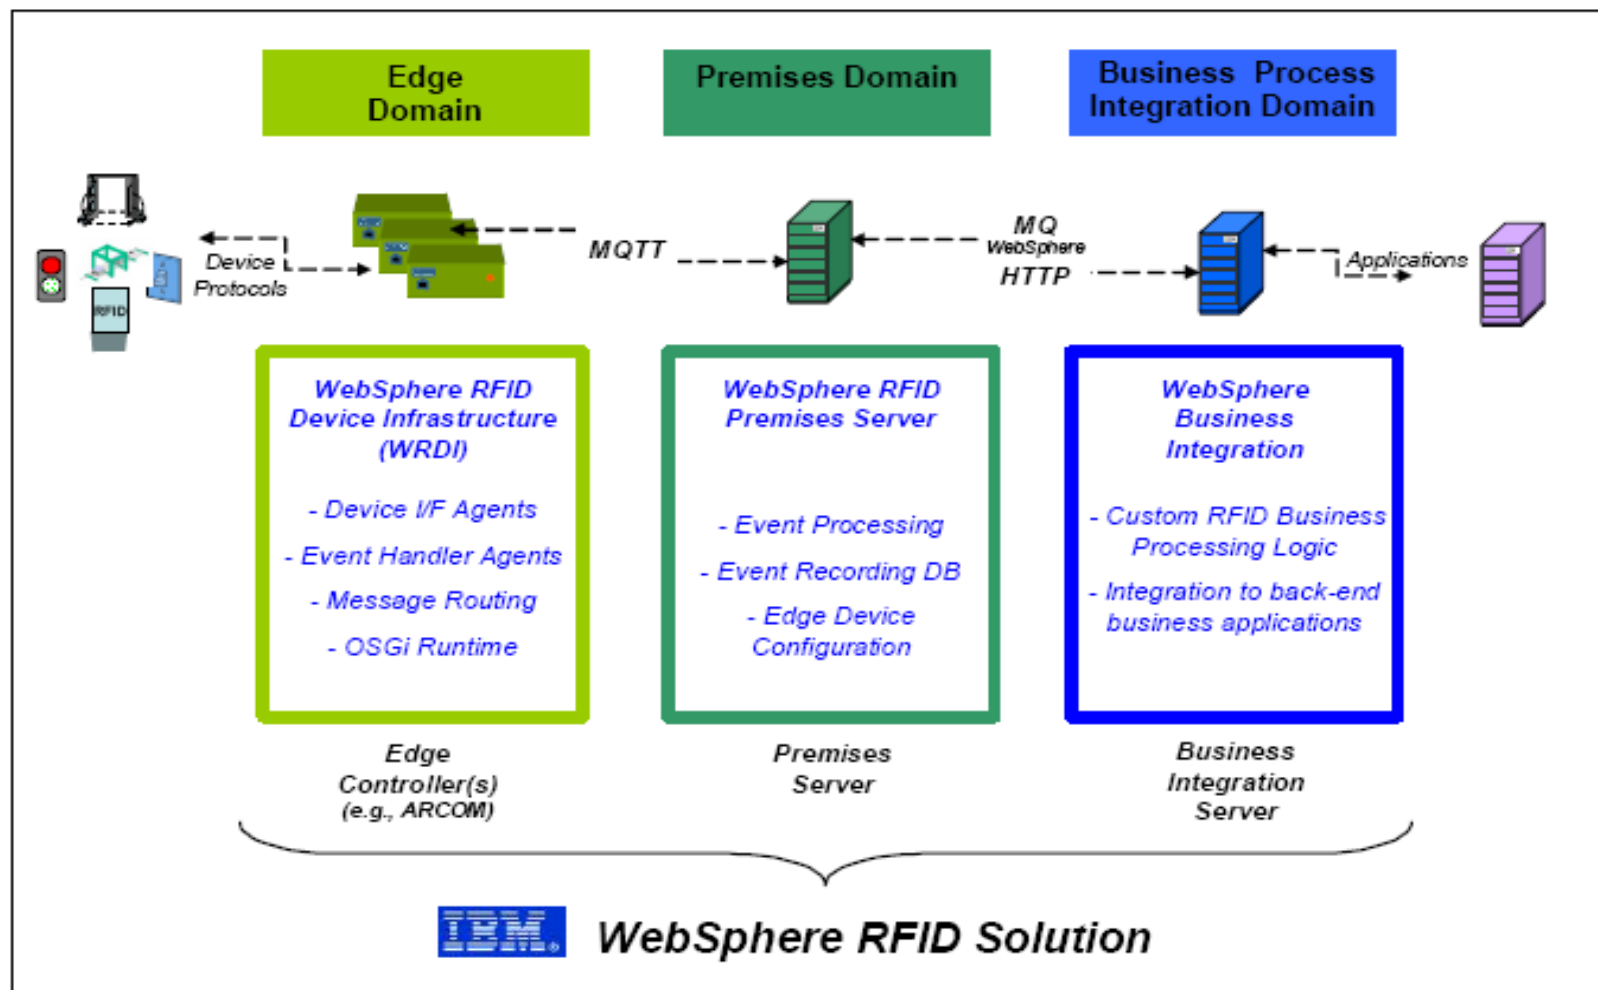 Edge
Domain
Premises Domain
Business Process
Integration Domain
Device
Protocols
RFID
MQTT
MQ
WebSphere
HTTP
Applications
WebSphere RFID
Device Infrastructure
(WRDI)
- Device I/F Agents
- Event Handler Agents
- Message Routing
- OSGi Runtime
WebSphere RFID
Premises Server
- Event Processing
- Event Recording DB
- Edge Device
Configuration
WebSphere
Business
Integration
- Custom RFID Business
Processing Logic
- Integration to back-end
business applications
Edge
Controller(s)
(e.g., ARCOM)
Premises
Server
Business
Integration
Server
IBM®
WebSphere RFID Solution